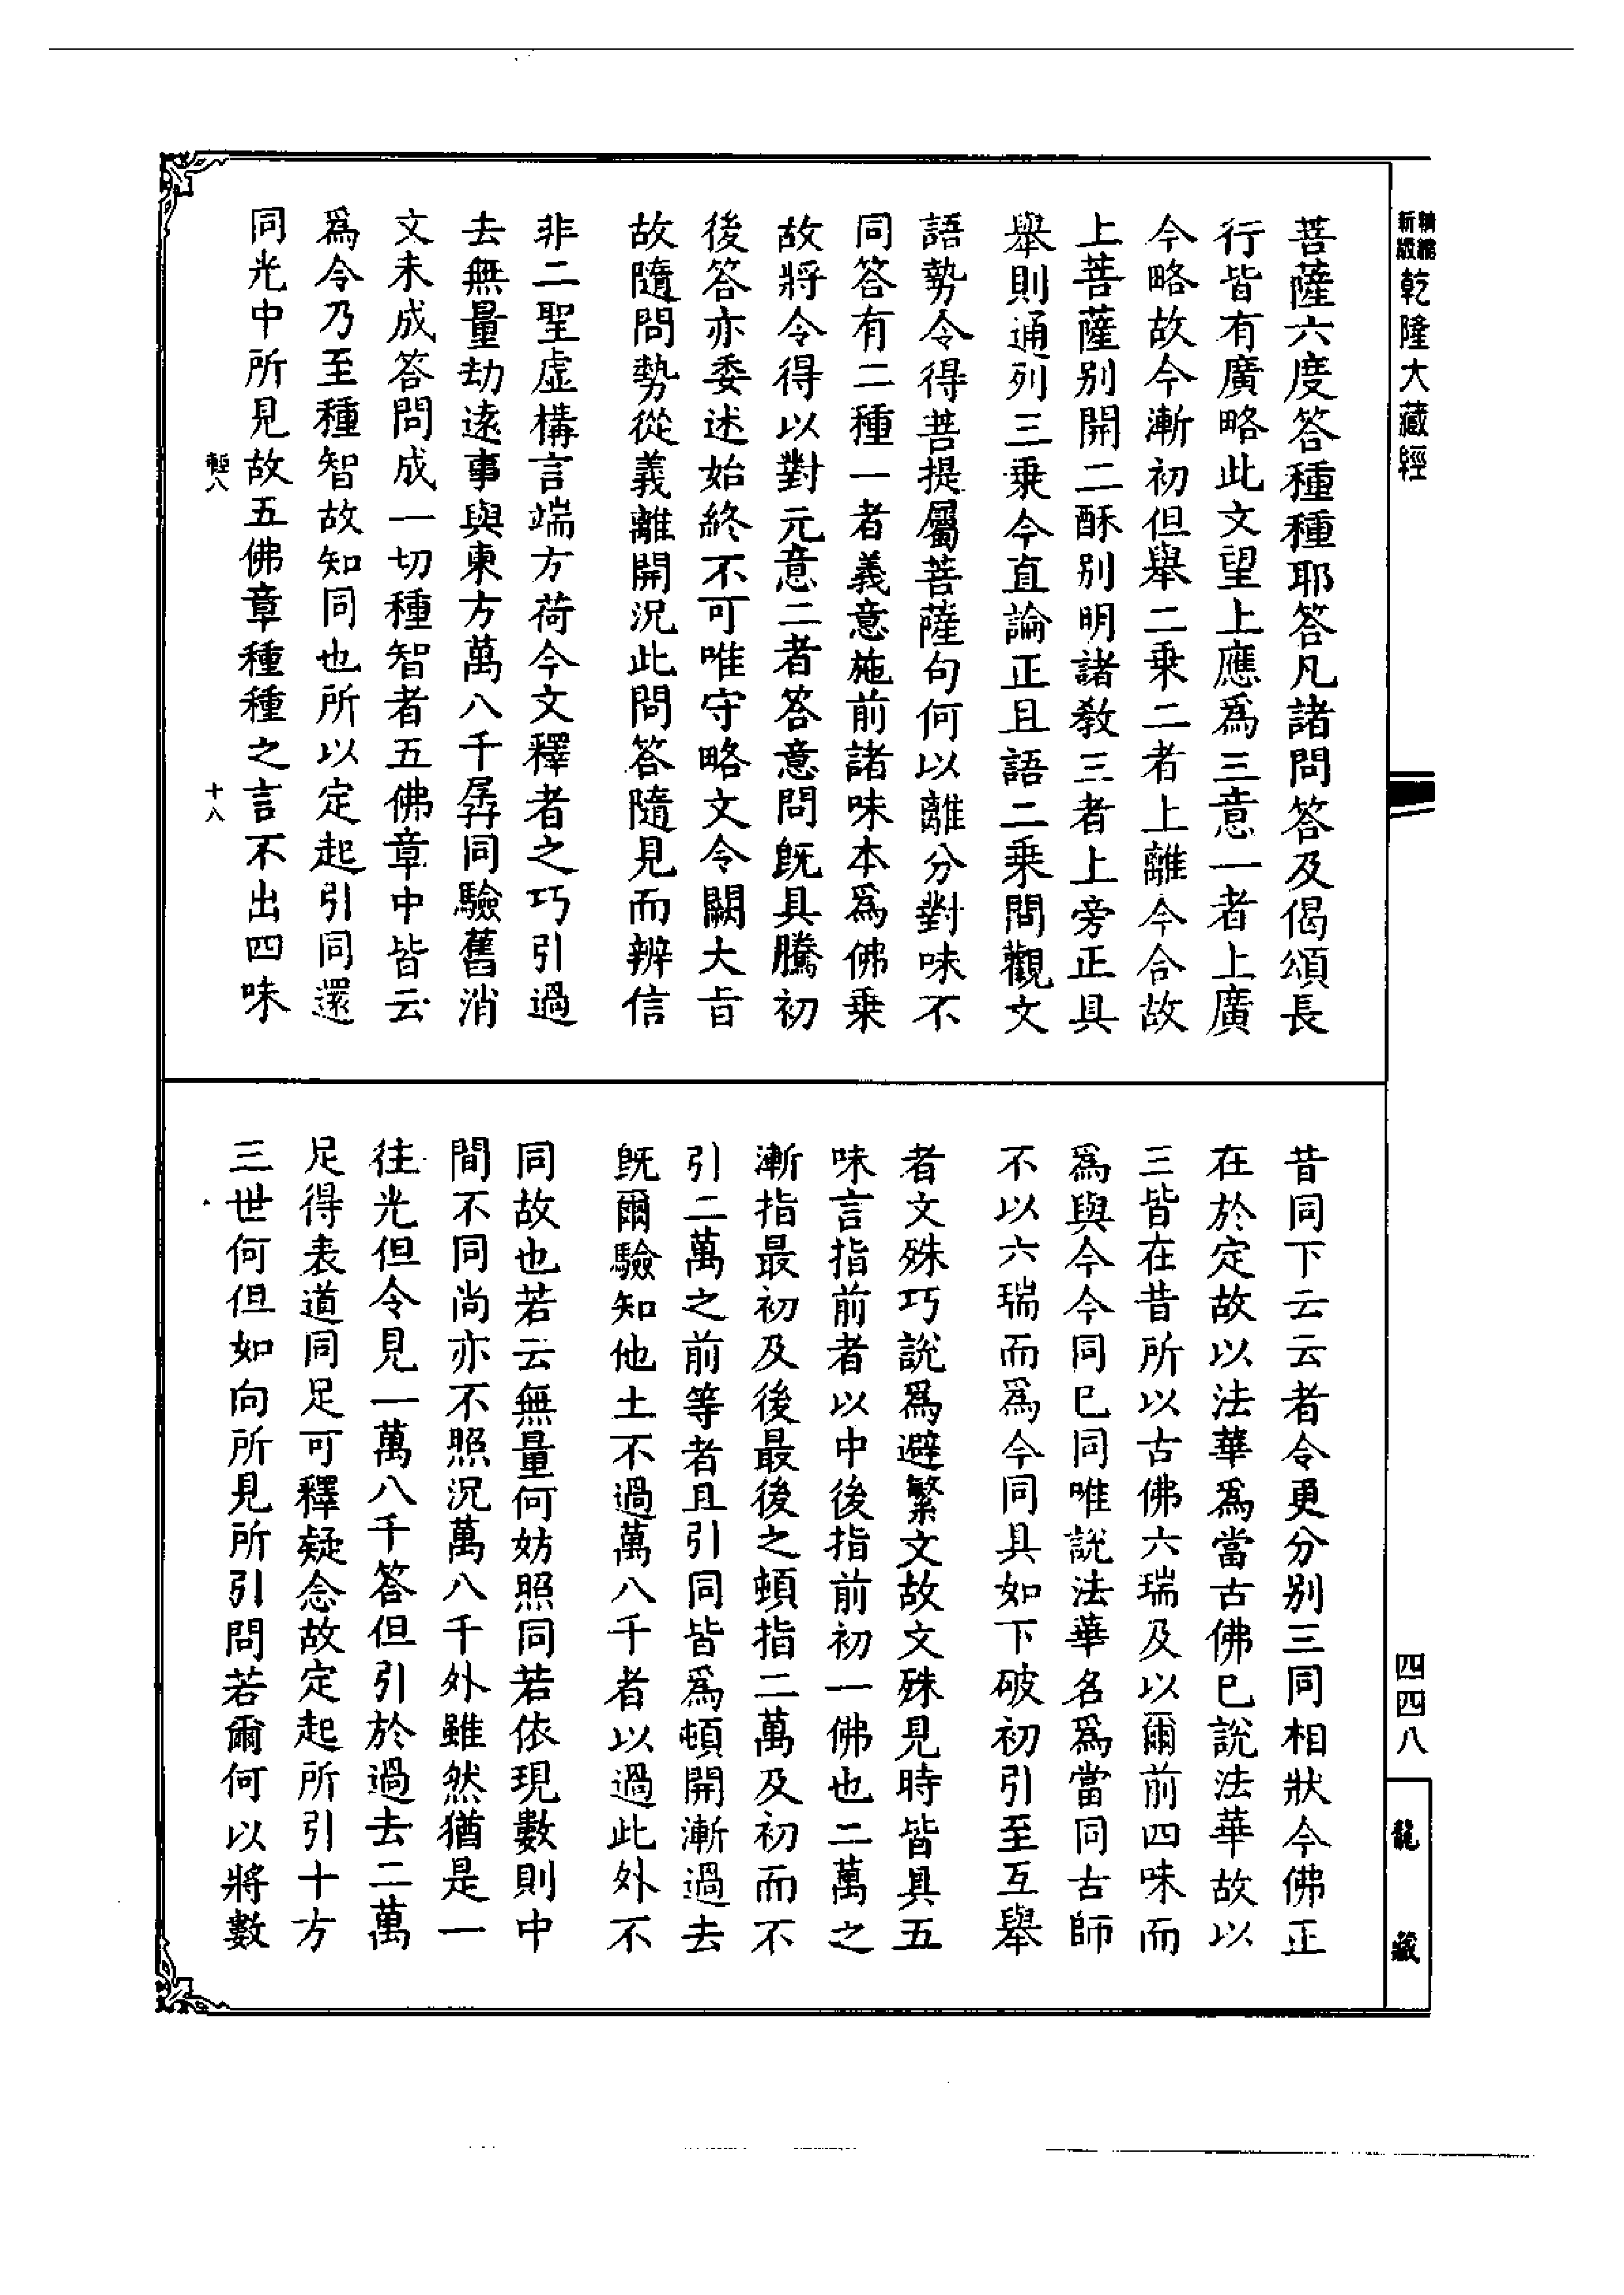 精縮
新版
乾隆大藏經
菩薩六度答種種耶答凡諸問答及偈頌長
行皆有廣略此文望上應爲三意一者上廣
今略故今漸初但舉二乗二者上離今合故
上菩薩别開二酥别明諸教三者上旁正具
舉則通列三乗今直論正且語二乗問觀文
語勢令得菩提屬菩薩句何以離分對味不
同答有二種一者義意施前諸味本爲佛乗
故將令得以對元意二者答意問旣具騰初
後答亦委述始終不可唯守略文令闕大㫖
故隨問勢從義離開況此問答隨見而辨信
非二聖虛構言端方荷今文釋者之巧引過
去無量劫遠事與東方萬八千㝈同驗舊消
文未成答問成一切種智者五佛章中皆云
爲令乃至種智故知同也所以定起引同還
同光中所見故五佛章種種之言不出四味
十八
昔同下云云者令更分别三同相狀今佛正
在於定故以法華爲當古佛已説法華故以
三皆在昔所以古佛六瑞及以爾前四味而
爲與今今同已同唯説法華名爲當同古師
不以六瑞而爲今同具如下破初引至互舉
者文殊巧說爲避繁文故文殊見時皆具五
味言指前者以中後指前初一佛也二萬之
漸指最初及後最後之頓指二萬及初而不
引二萬之前等者且引同皆爲頓開漸過去
旣爾驗知他土不過萬八千者以過此外不
同故也若云無量何妨照同若依現數則中
間不同尚亦不照況萬八千外雖然猶是一
往光但令見一萬八千答但引於過去二萬
足得表道同足可釋疑念故定起所引十方
三世何但如向所見所引問若爾何以將數
四四八
龍藏